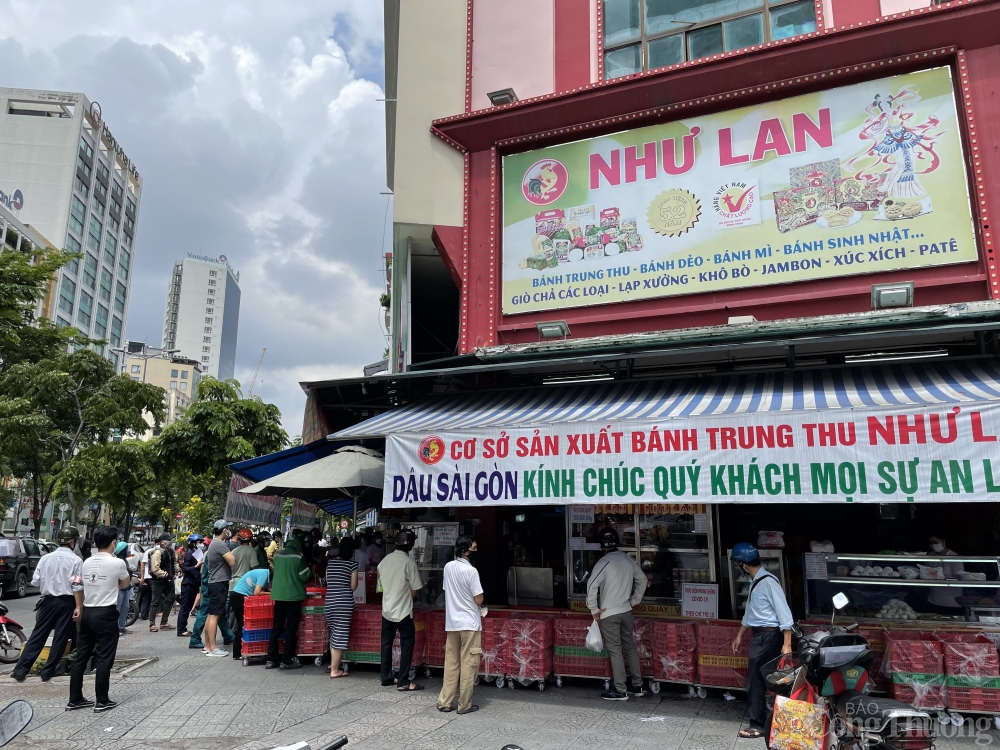 NHƯ LAN
52
HÀNG VIỆT NAM
CHẤT LƯỢNG CAO
BÁNH TRUNG THU - BÁNH DẺO - BÁNH MÌ - BÁNH SINH NHẬT...
GIÒ CHẢ CÁC LOẠI - LẠP XƯỞNG - KHÔ BÒ - JAMBON - XÚC XÍCH - PATÊ
VietinBank
CƠ SỞ SẢN XUẤT BÁNH TRUNG THU NHƯ L
DẬU SÀI GÒN KÍNH CHÚC QUÝ KHÁCH MỌI SỰ AN L
BÁO
Công Thương